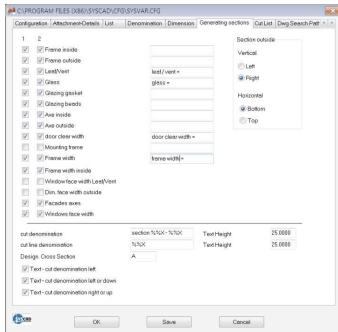 C:\PROGRAM FILES (X86)\SYSCAD\CFG\SYSVAR.CFG
Configuration Attachment-Details List Denomination Dimension Generating sections Cut List Dwg Search Path
1 2
Frame inside
Frame outside
Leaf/Vent leaf / vent =
Glass glass =
Glazing gasket
Glazing beads
Axe inside
Axe outside
door clear width door clear width =
Mounting frame
Frame width frame width =
Frame width inside
Window face width Leaf/Vent
Dim. face width outside
Facades axes
Windows face width
Section outside
Vertical
Left
Right
Horizontal
Bottom
Top
cut denomination section %%X - %%X Text Height 25.0000
cut line denomination %%X Text Height 25.0000
Design. Cross Section A
Text - cut denomination left
Text - cut denomination left or down
Text - cut denomination right or up
OK Save Cancel